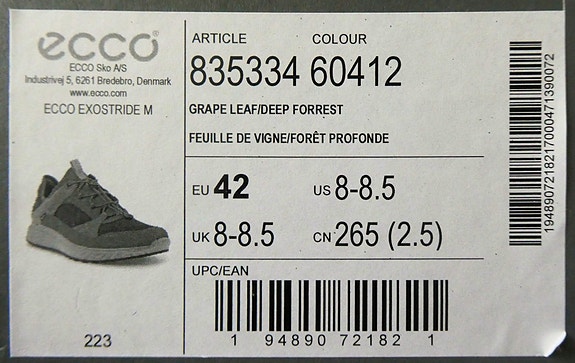 ecco®
ECCO Sko A/S
Industrivej 5, 6261 Bredebro, Denmark
www.ecco.com
ECCO EXOSTRIDE M
223
ARTICLE COLOUR
835334 60412
GRAPE LEAF/DEEP FORREST
FEUILLE DE VIGNE/FORÊT PROFONDE
EU 42 US 8-8.5
UK 8-8.5 CN 265 (2.5)
UPC/EAN
1 94890 72182 1
194890721821700047139007​2